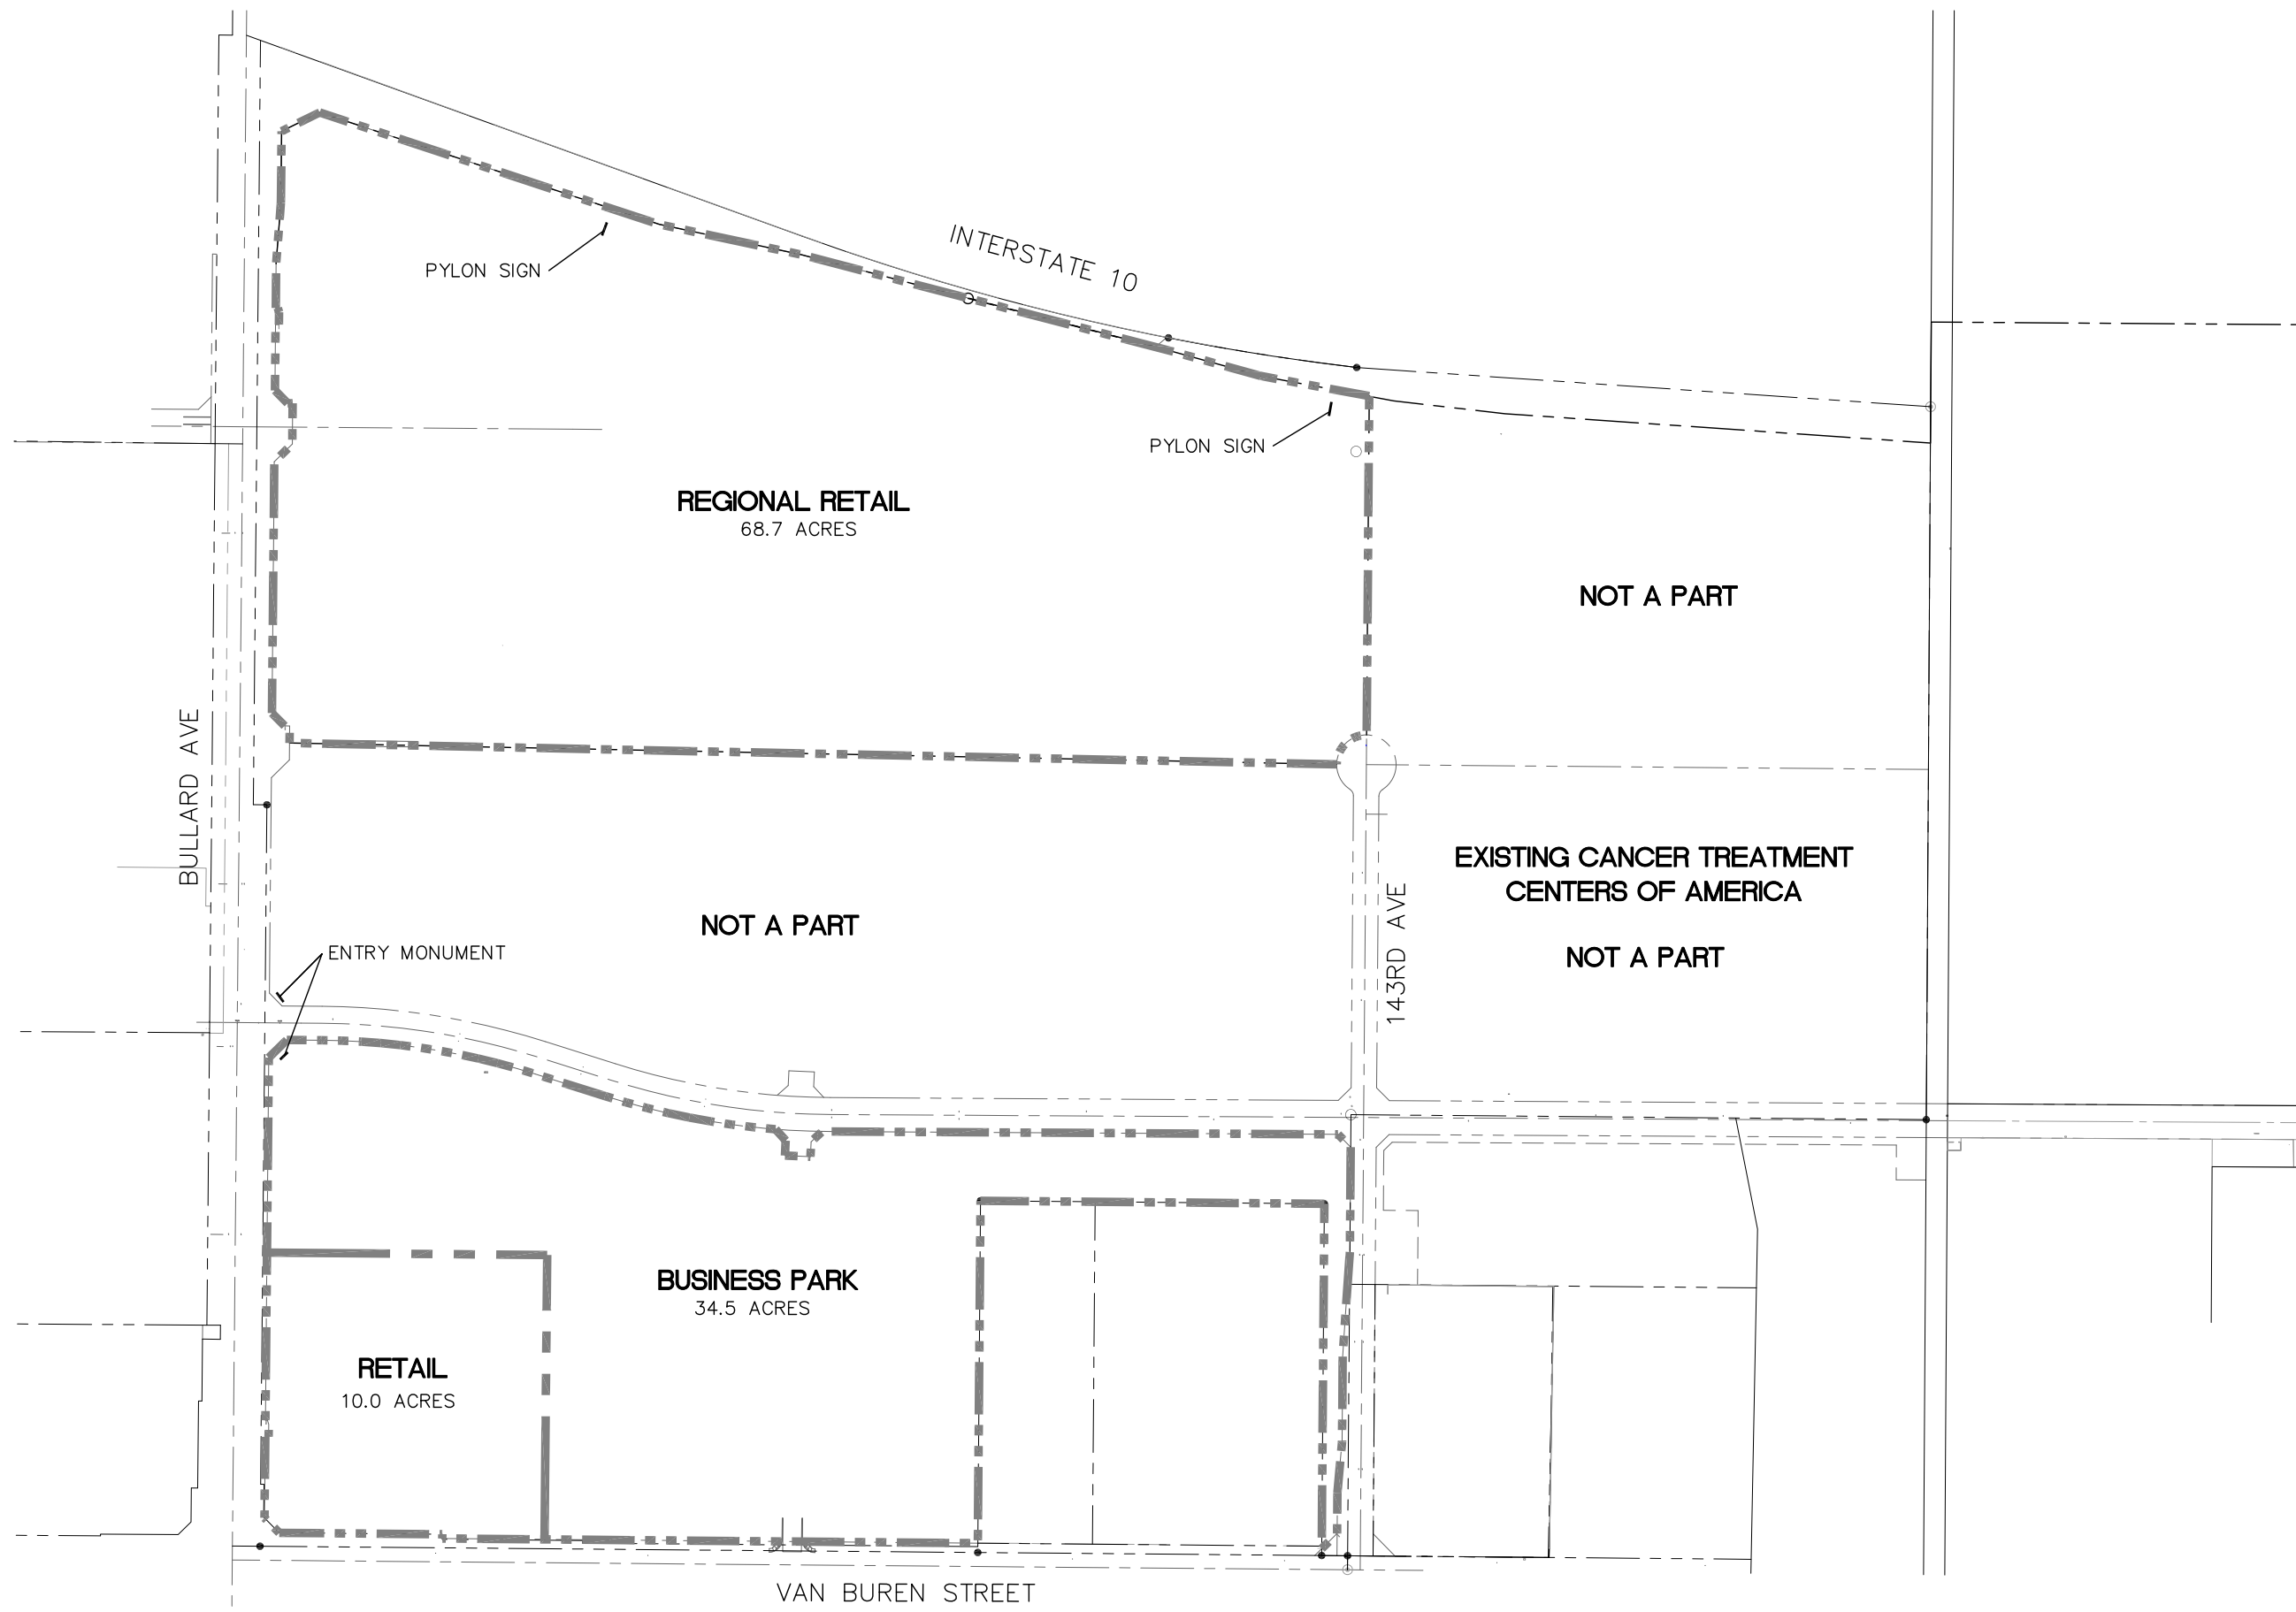 INTERSTATE 10
PYLON SIGN
PYLON SIGN
REGIONAL RETAIL
68.7 ACRES
NOT A PART
BULLARD AVE
EXISTING CANCER TREATMENT
CENTERS OF AMERICA
NOT A PART
NOT A PART
143RD AVE
ENTRY MONUMENT
BUSINESS PARK
34.5 ACRES
RETAIL
10.0 ACRES
VAN BUREN STREET